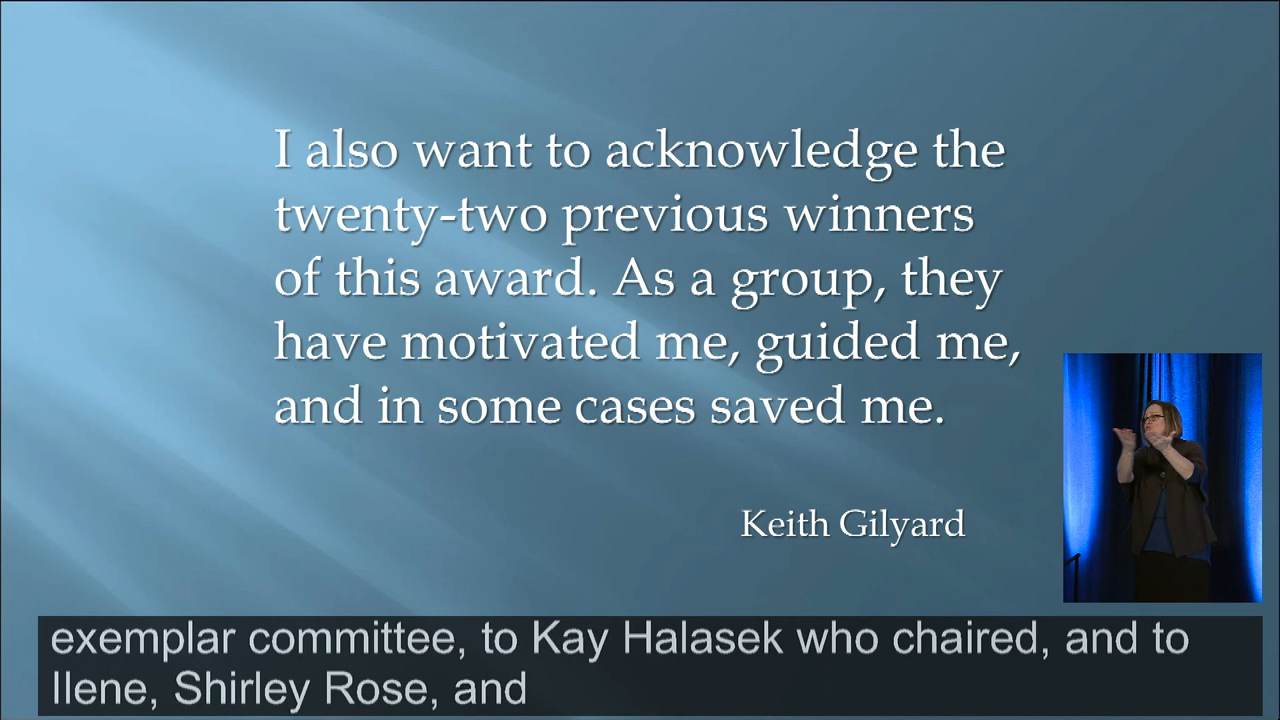 I also want to acknowledge the
twenty-two previous winners
of this award. As a group, they
have motivated me, guided me,
and in some cases saved me.
Keith Gilyard
exemplar committee, to Kay Halasek who chaired, and to
Ilene, Shirley Rose, and